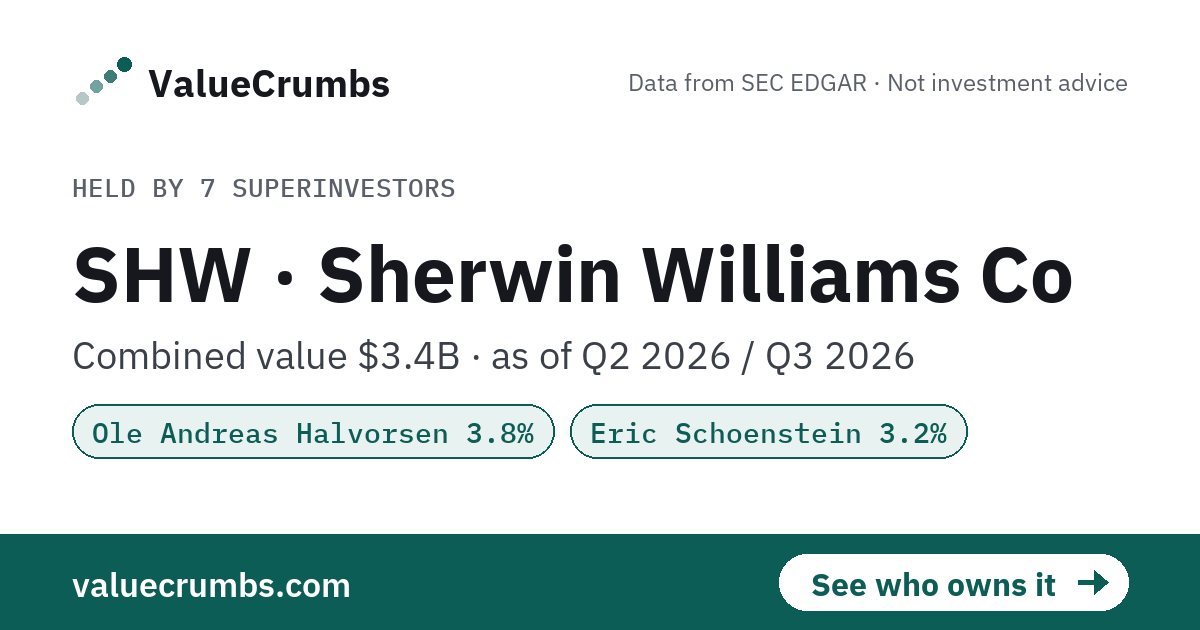 ValueCrumbs
Data from SEC EDGAR · Not investment advice
HELD BY 7 SUPERINVESTORS
SHW · Sherwin Williams Co
Combined value $3.4B · as of Q2 2026 / Q3 2026
Ole Andreas Halvorsen 3.8%
Eric Schoenstein 3.2%
valuecrumbs.com
See who owns it